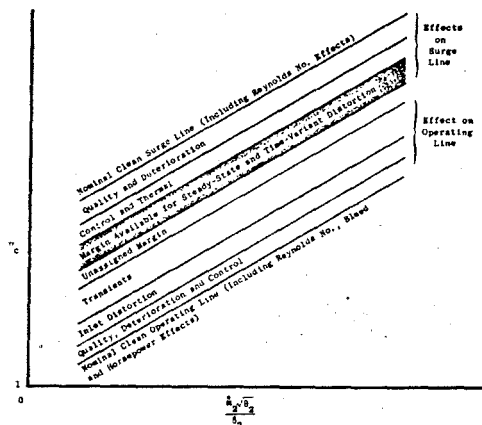 Effects
on
Surge
Line
Effect on
Operating
Line
Nominal Clean Surge Line (Including Reynolds No. Effects)
Quality and Deterioration
Control and Thermal
Margin Available for Steady-State and Time-Variant Distortion
Unassigned Margin
Transients
Inlet Distortion
Quality, Deterioration and Control
Nominal Clean Operating Line (Including Reynolds No., Bleed
and Horsepower Effects)
c
1
0